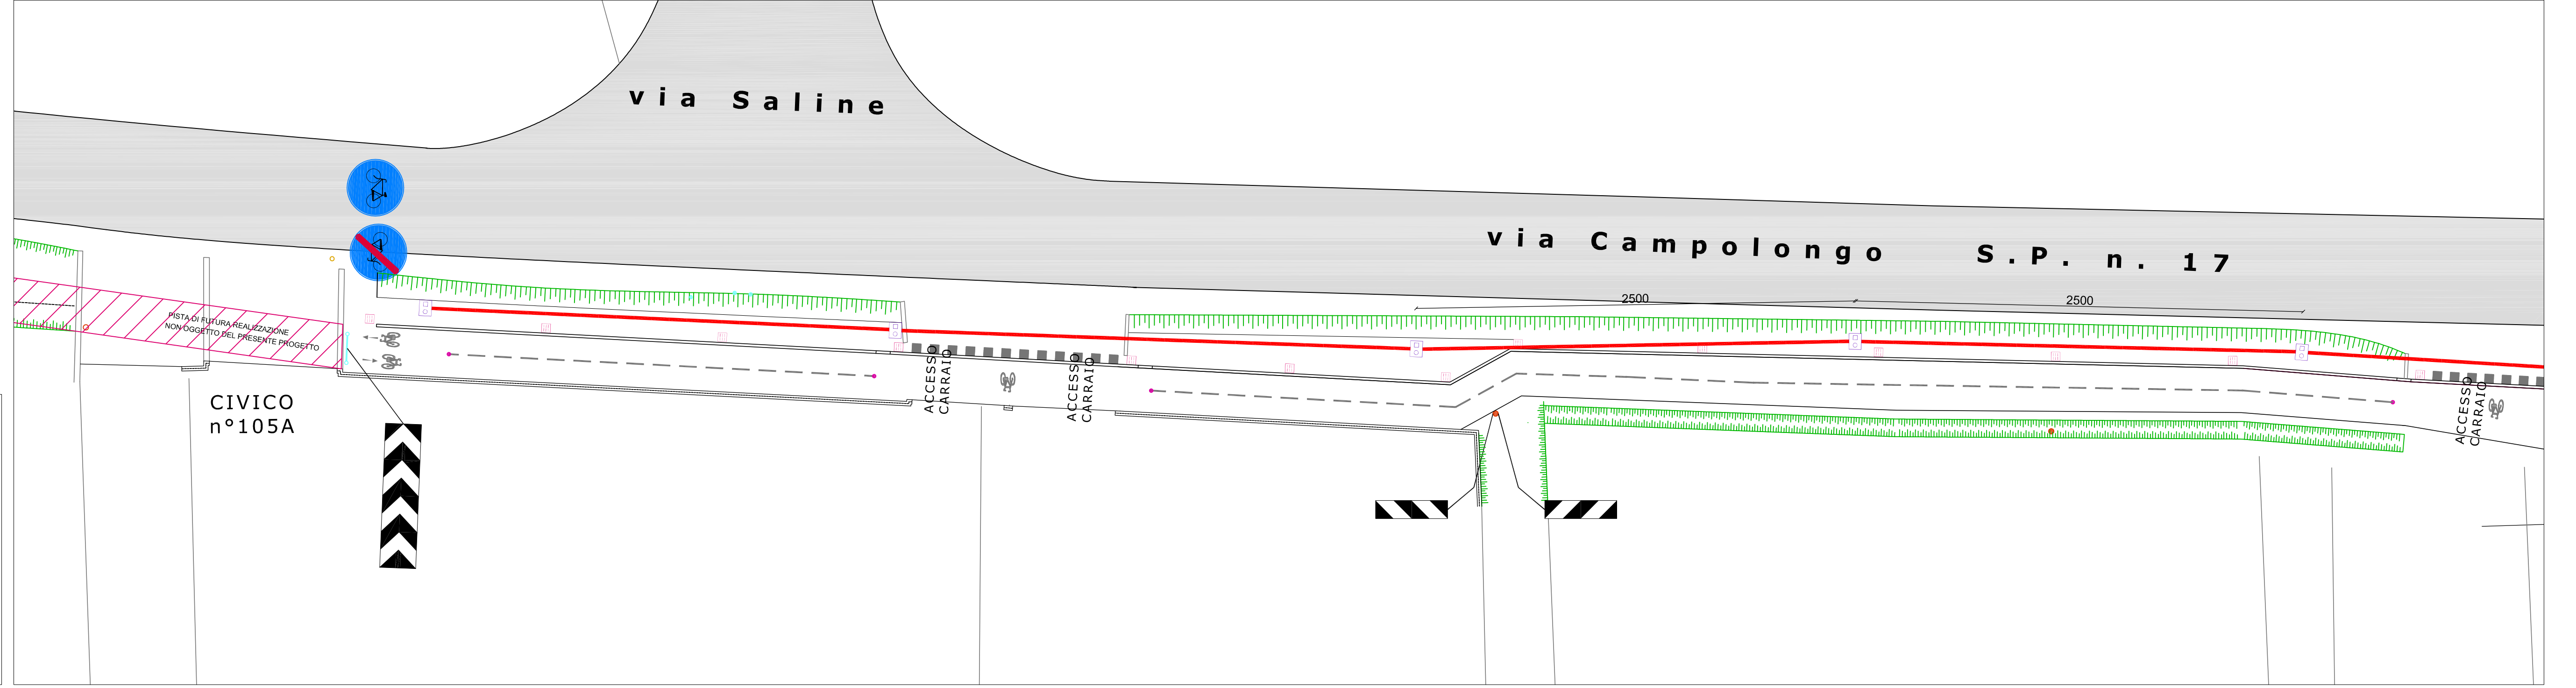 via Saline
via Campolongo S.P. n. 17
2500
2500
PISTA DI FUTURA REALIZZAZIONE
NON OGGETTO DEL PRESENTE PROGETTO
CIVICO
n°105A
ACCESSO
CARRAIO
ACCESSO
CARRAIO
ACCESSO
CARRAIO